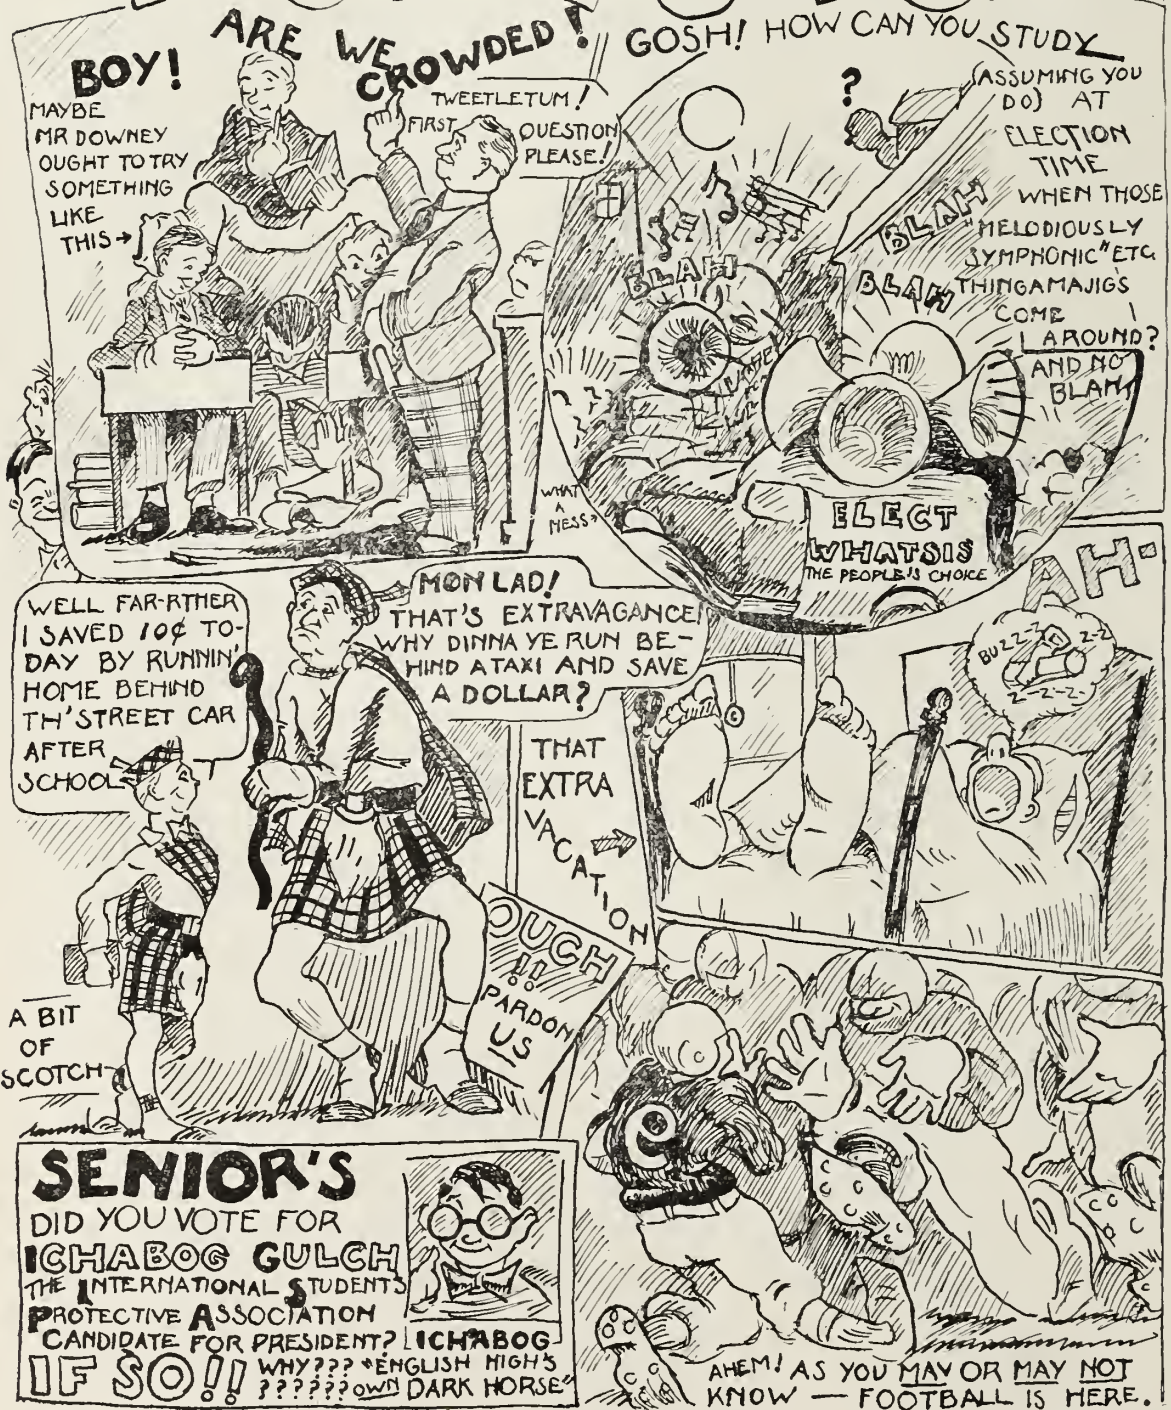 BOY!
ARE WE
CROWDED!
MAYBE
MR DOWNEY
OUGHT TO TRY
SOMETHING
LIKE
THIS→
TWEETLETUM!
FIRST QUESTION
PLEASE!
GOSH! HOW CAN YOU STUDY
(ASSUMING YOU
DO) AT
ELECTION
TIME
WHEN THOSE
"MELODIOUSLY
SYMPHONIC" ETC.
THINGAMAJIGS
COME
AROUND?
AND NO
BLAH,
?
BLAH
BLAH
BLAH
WHAT
A
MESS→
ELECT
WHATSIS
THE PEOPLE'S CHOICE
WELL FAR-RTHER
I SAVED 10¢ TO-
DAY BY RUNNIN'
HOME BEHIND
TH' STREET CAR
AFTER
SCHOOL
MON LAD!
THAT'S EXTRAVAGANCE!
WHY DINNA YE RUN BE-
HIND A TAXI AND SAVE
A DOLLAR?
A BIT
OF
SCOTCH
AH-
BUZZZ Z-Z
Z-Z-Z-Z
THAT
EXTRA
VACATION
OUCH
!!
PARDON
US
SENIOR'S
DID YOU VOTE FOR
ICHABOG GULCH
THE INTERNATIONAL STUDENTS
PROTECTIVE ASSOCIATION
CANDIDATE FOR PRESIDENT?
IF SO!! WHY???
??????
ICHABOG
"ENGLISH HIGH'S
OWN DARK HORSE"
AHEM! AS YOU MAY OR MAY NOT
KNOW — FOOTBALL IS HERE.